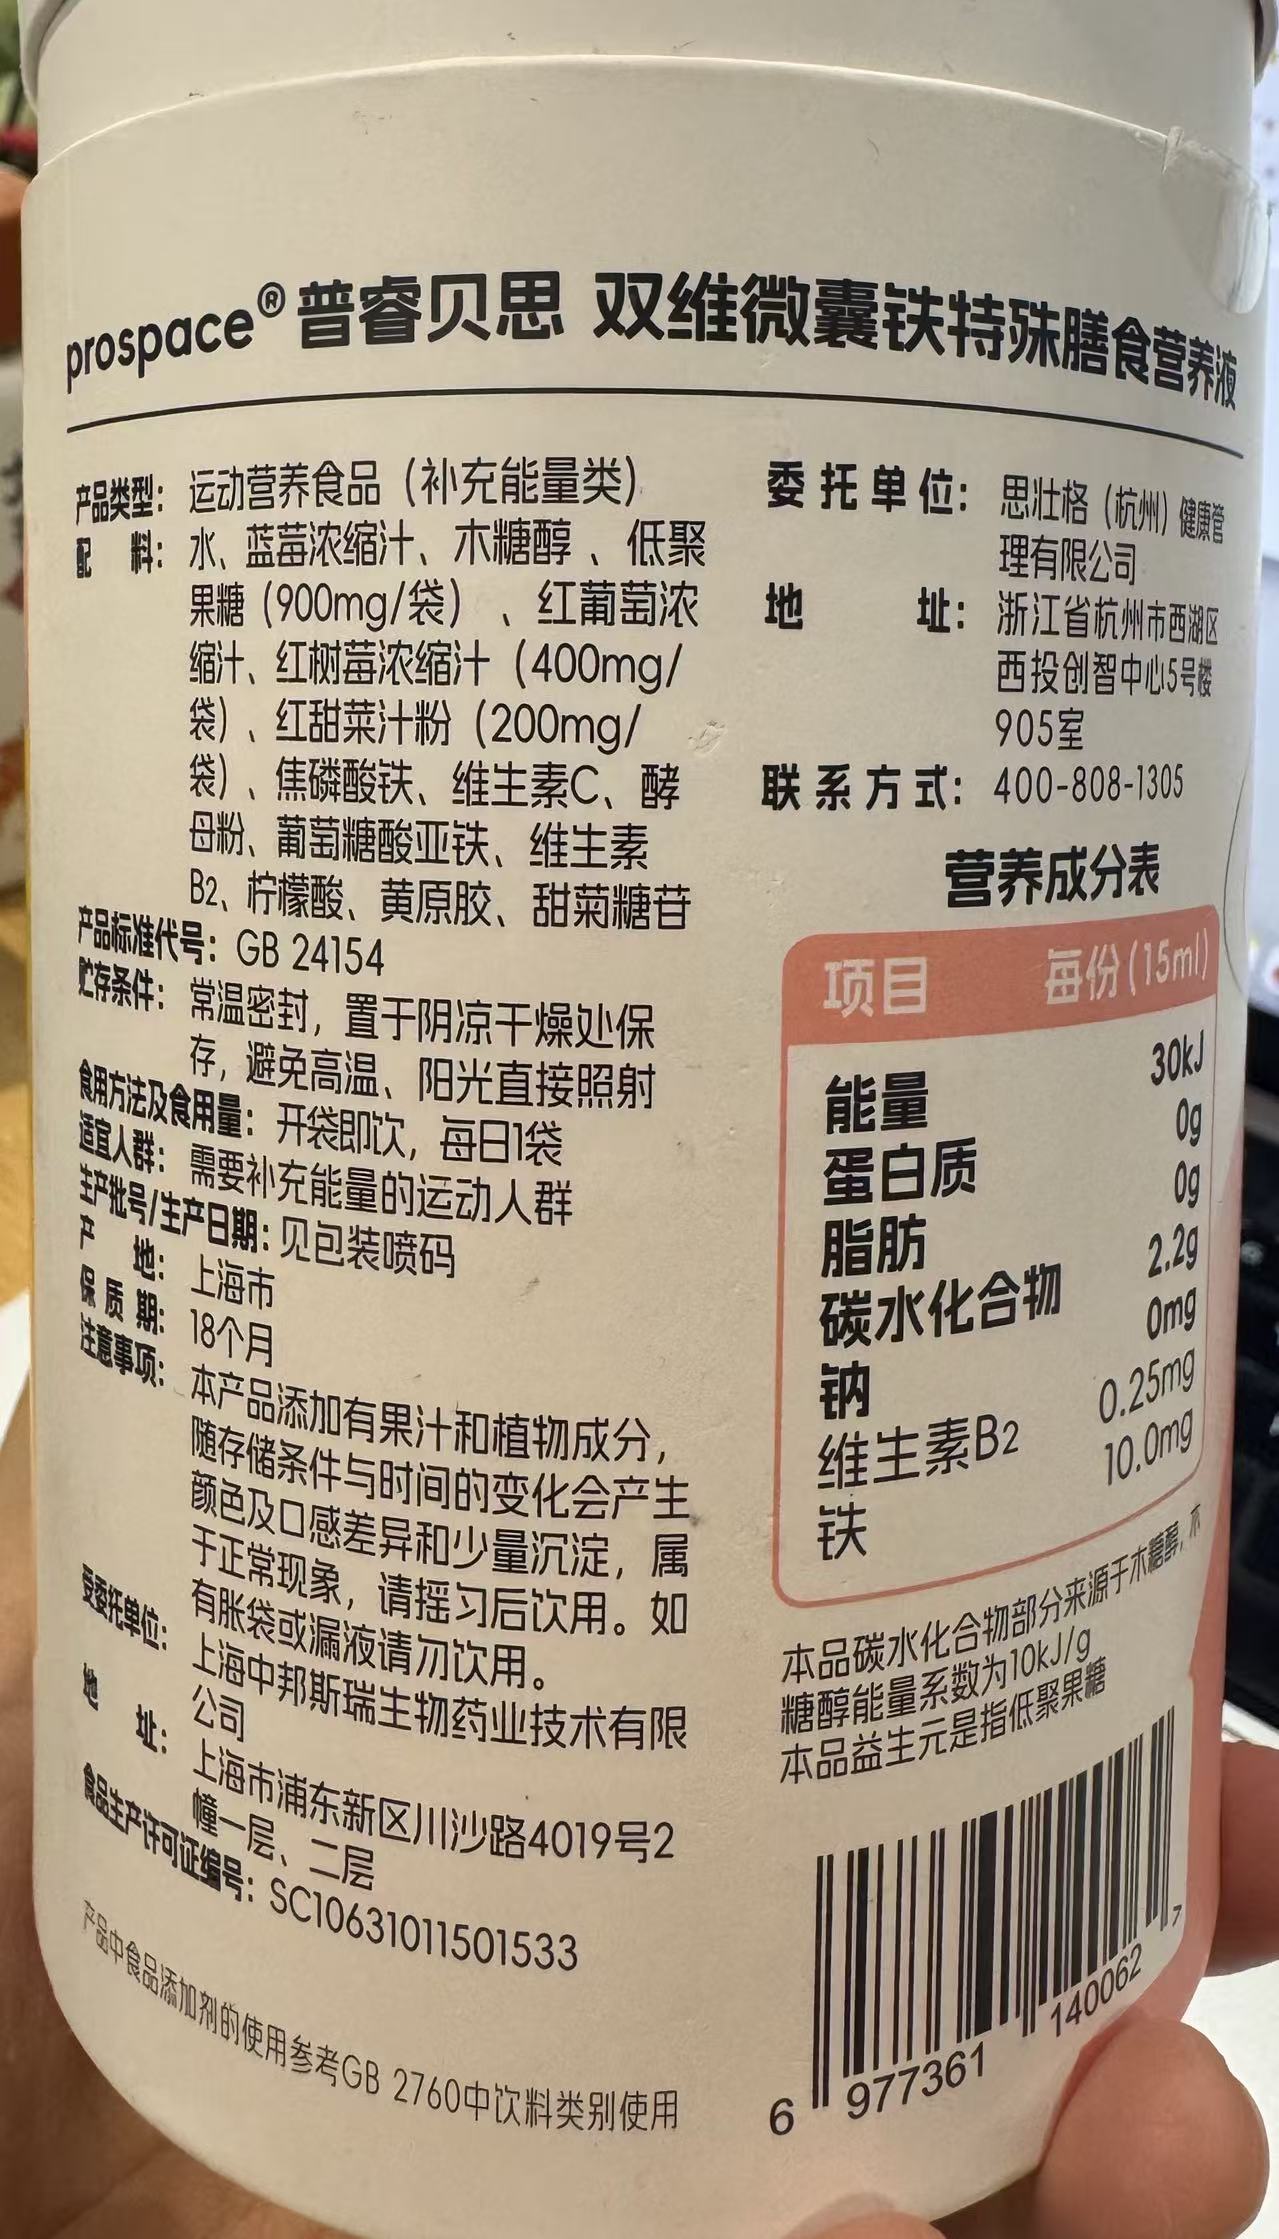 prospace®普睿贝思 双维微囊铁特殊膳食营养液
产品类型：运动营养食品（补充能量类）
配 料：水、蓝莓浓缩汁、木糖醇、低聚
果糖（900mg/袋）、红葡萄浓
缩汁、红树莓浓缩汁（400mg/
袋）、红甜菜汁粉（200mg/
袋）、焦磷酸铁、维生素C、酵
母粉、葡萄糖酸亚铁、维生素
B2、柠檬酸、黄原胶、甜菊糖苷
产品标准代号：GB 24154
贮存条件：常温密封，置于阴凉干燥处保
存，避免高温、阳光直接照射
食用方法及食用量：开袋即饮，每日1袋
适宜人群：需要补充能量的运动人群
生产批号/生产日期：见包装喷码
产 地：上海市
保 质 期：18个月
注意事项：本产品添加有果汁和植物成分，
随存储条件与时间的变化会产生
颜色及口感差异和少量沉淀，属
于正常现象，请摇匀后饮用。如
有胀袋或漏液请勿饮用。
受委托单位：上海中邦斯瑞生物药业技术有限
公司
地 址：上海市浦东新区川沙路4019号2
幢一层、二层
食品生产许可证编号：SC10631011501533
产品中食品添加剂的使用参考GB 2760中饮料类别使用
委托单位：思壮格（杭州）健康管
理有限公司
地 址：浙江省杭州市西湖区
西投创智中心5号楼
905室
联系方式：400-808-1305
营养成分表
项目 每份(15ml)
能量 30kJ
蛋白质 0g
脂肪 0g
碳水化合物 2.2g
钠 0mg
维生素B2 0.25mg
铁 10.0mg
本品碳水化合物部分来源于木糖醇，木
糖醇能量系数为10kJ/g
本品益生元是指低聚果糖
6 977361 140062 7